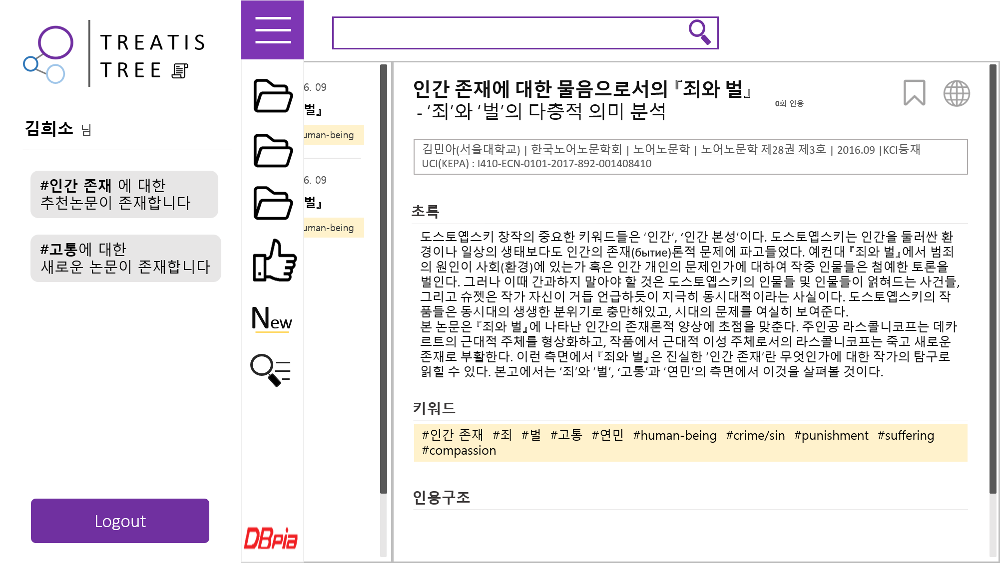 TREATIS
TREE
김희소 님
#인간 존재 에 대한
추천논문이 존재합니다
#고통에 대한
새로운 논문이 존재합니다
Logout
New
DBpia
6. 09
벌』
uman-being
6. 09
벌』
uman-being
인간 존재에 대한 물음으로서의 『죄와 벌』
- ‘죄’와 ‘벌’의 다층적 의미 분석
0회 인용
김민아(서울대학교) | 한국노어노문학회 | 노어노문학 | 노어노문학 제28권 제3호 | 2016.09 |KCI등재
UCI(KEPA) : I410-ECN-0101-2017-892-001408410
초록
도스토옙스키 창작의 중요한 키워드들은 ‘인간’, ‘인간 본성’이다. 도스토옙스키는 인간을 둘러싼 환
경이나 일상의 생태보다도 인간의 존재(бытие)론적 문제에 파고들었다. 예컨대 『죄와 벌』에서 범죄
의 원인이 사회(환경)에 있는가 혹은 인간 개인의 문제인가에 대하여 작중 인물들은 첨예한 토론을
벌인다. 그러나 이때 간과하지 말아야 할 것은 도스토옙스키의 인물들 및 인물들이 얽혀드는 사건들,
그리고 슈젯은 작가 자신이 거듭 언급하듯이 지극히 동시대적이라는 사실이다. 도스토옙스키의 작
품들은 동시대의 생생한 분위기로 충만해있고, 시대의 문제를 여실히 보여준다.
본 논문은 『죄와 벌』에 나타난 인간의 존재론적 양상에 초점을 맞춘다. 주인공 라스콜니코프는 데카
르트의 근대적 주체를 형상화하고, 작품에서 근대적 이성 주체로서의 라스콜니코프는 죽고 새로운
존재로 부활한다. 이런 측면에서 『죄와 벌』은 진실한 ‘인간 존재’란 무엇인가에 대한 작가의 탐구로
읽힐 수 있다. 본고에서는 ‘죄’와 ‘벌’, ‘고통’과 ‘연민’의 측면에서 이것을 살펴볼 것이다.
키워드
#인간 존재 #죄 #벌 #고통 #연민 #human-being #crime/sin #punishment #suffering
#compassion
인용구조